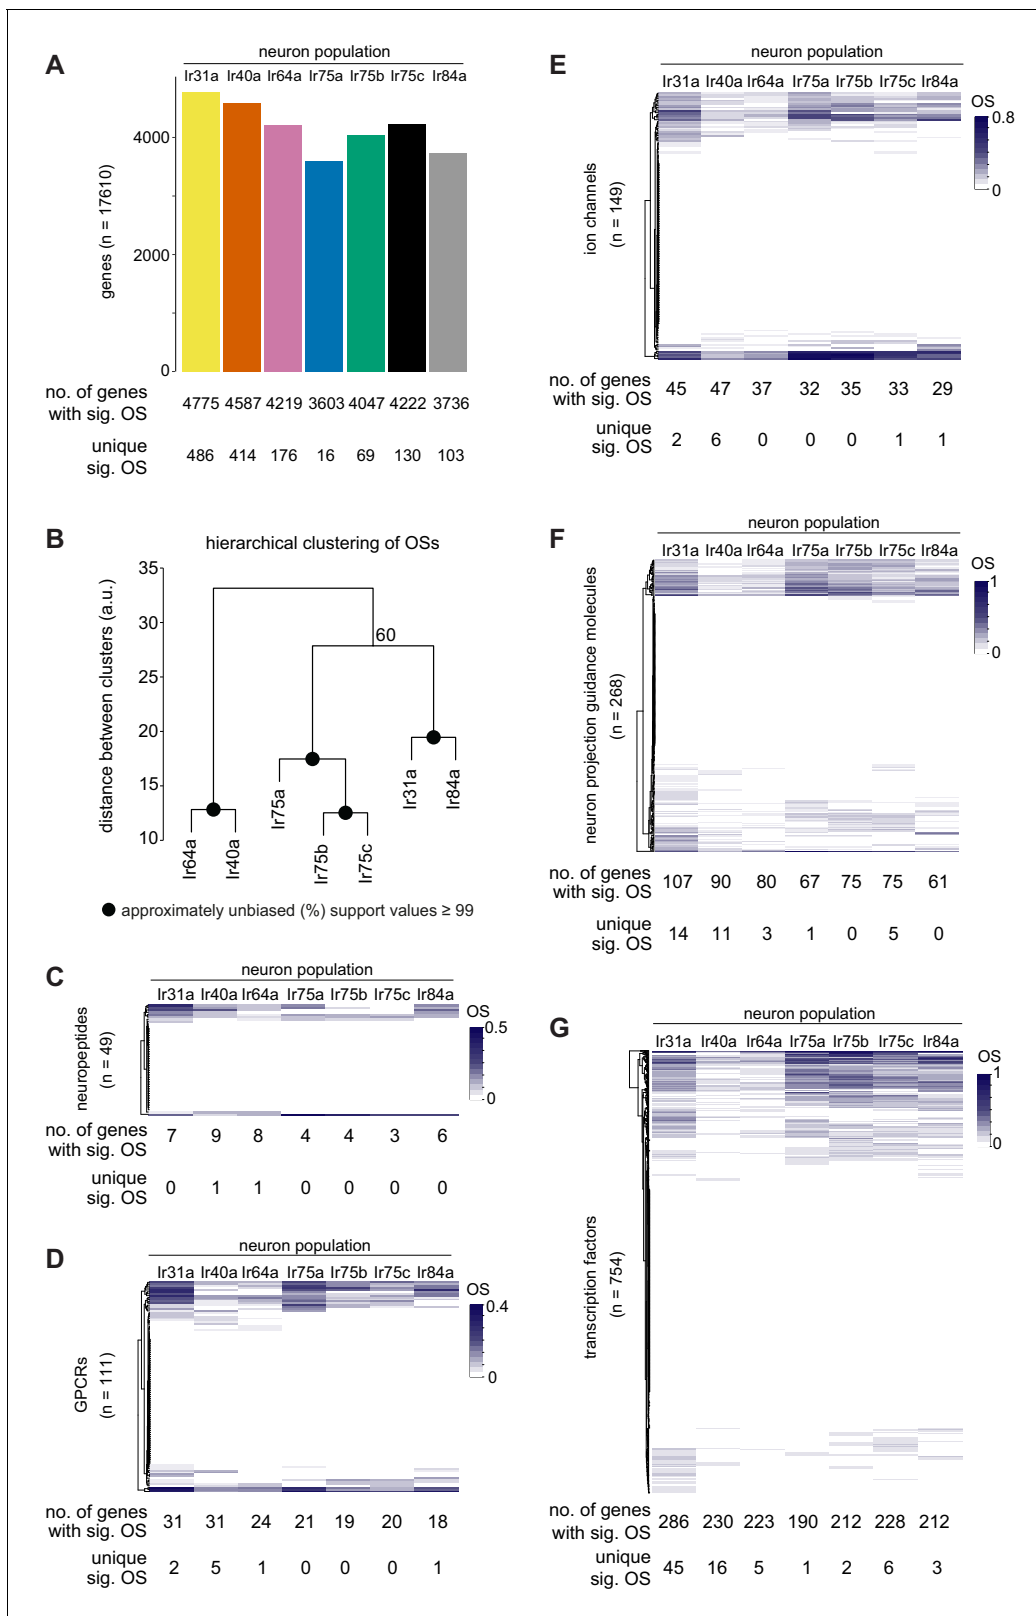 A
neuron population
Ir31a Ir40a Ir64a Ir75a Ir75b Ir75c Ir84a
genes (n = 17610)
4000
2000
0
no. of genes
with sig. OS
4775 4587 4219 3603 4047 4222 3736
unique
sig. OS
486 414 176 16 69 130 103
B
hierarchical clustering of OSs
distance between clusters (a.u.)
35
30
25
20
15
10
60
Ir64a
Ir40a
Ir75a
Ir75b
Ir75c
Ir31a
Ir84a
approximately unbiased (%) support values ≥ 99
C
neuron population
Ir31a Ir40a Ir64a Ir75a Ir75b Ir75c Ir84a
neuropeptides
(n = 49)
OS
0.5
0
no. of genes
with sig. OS
7 9 8 4 4 3 6
unique
sig. OS
0 1 1 0 0 0 0
D
neuron population
Ir31a Ir40a Ir64a Ir75a Ir75b Ir75c Ir84a
GPCRs
(n = 111)
OS
0.4
0
no. of genes
with sig. OS
31 31 24 21 19 20 18
unique
sig. OS
2 5 1 0 0 0 1
E
neuron population
Ir31a Ir40a Ir64a Ir75a Ir75b Ir75c Ir84a
ion channels
(n = 149)
OS
0.8
0
no. of genes
with sig. OS
45 47 37 32 35 33 29
unique
sig. OS
2 6 0 0 0 1 1
F
neuron population
Ir31a Ir40a Ir64a Ir75a Ir75b Ir75c Ir84a
neuron projection guidance molecules
(n = 268)
OS
1
0
no. of genes
with sig. OS
107 90 80 67 75 75 61
unique
sig. OS
14 11 3 1 0 5 0
G
neuron population
Ir31a Ir40a Ir64a Ir75a Ir75b Ir75c Ir84a
transcription factors
(n = 754)
OS
1
0
no. of genes
with sig. OS
286 230 223 190 212 228 212
unique
sig. OS
45 16 5 1 2 6 3